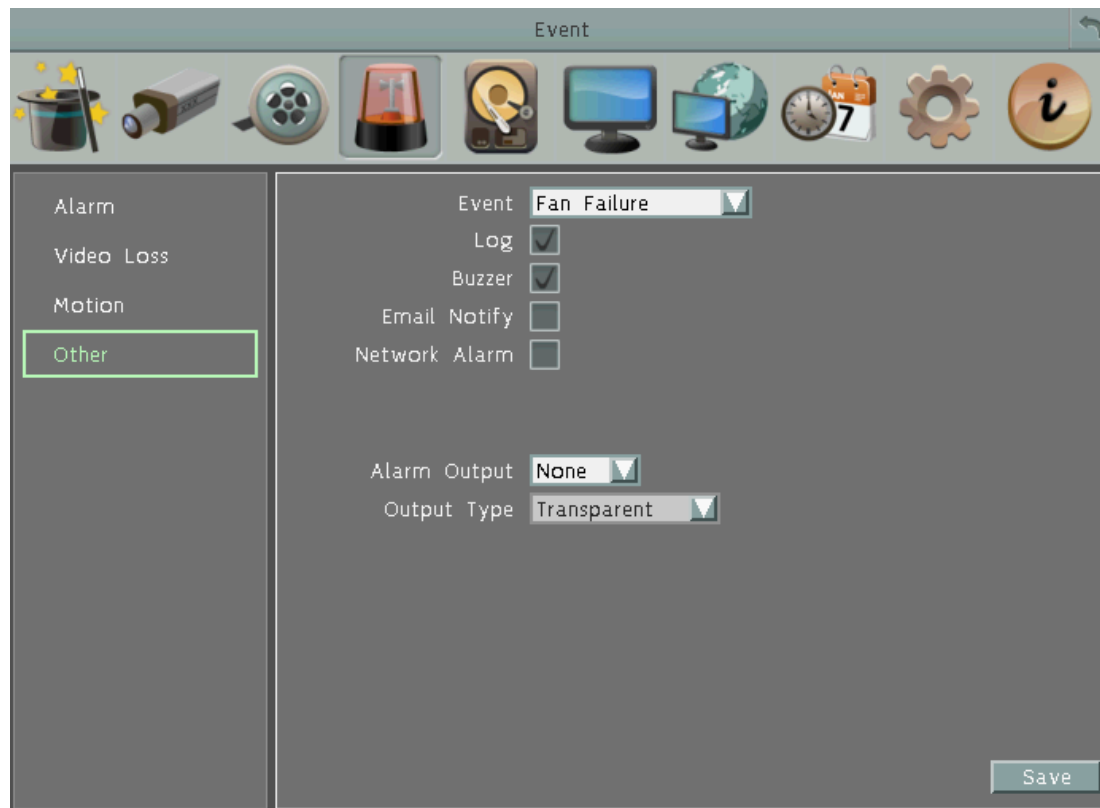 Event
7
i
Alarm
Video Loss
Motion
Other
Event Fan Failure
Log
Buzzer
Email Notify
Network Alarm
Alarm Output None
Output Type Transparent
Save